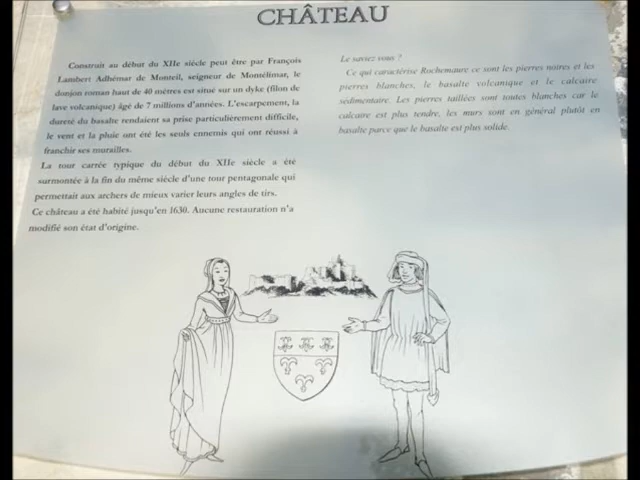 CHÂTEAU
Construit au début du XIIe siècle peut être par François
Lambert Adhémar de Monteil, seigneur de Montélimar, le
donjon roman haut de 40 mètres est situé sur un dyke (filon de
lave volcanique) âgé de 7 millions d'années. L'escarpement, la
dureté du basalte rendaient sa prise particulièrement difficile,
le vent et la pluie ont été les seuls ennemis qui ont réussi à
franchir ses murailles.
La tour carrée typique du début du XIIe siècle a été
surmontée à la fin du même siècle d'une tour pentagonale qui
permettait aux archers de mieux varier leurs angles de tirs.
Ce château a été habité jusqu'en 1630. Aucune restauration n'a
modifié son état d'origine.
Le saviez vous ?
Ce qui caractérise Rochemaure ce sont les pierres noires et les
pierres blanches, le basalte volcanique et le calcaire
sédimentaire. Les pierres taillées sont toutes blanches car le
calcaire est plus tendre, les murs sont en général plutôt en
basalte parce que le basalte est plus solide.